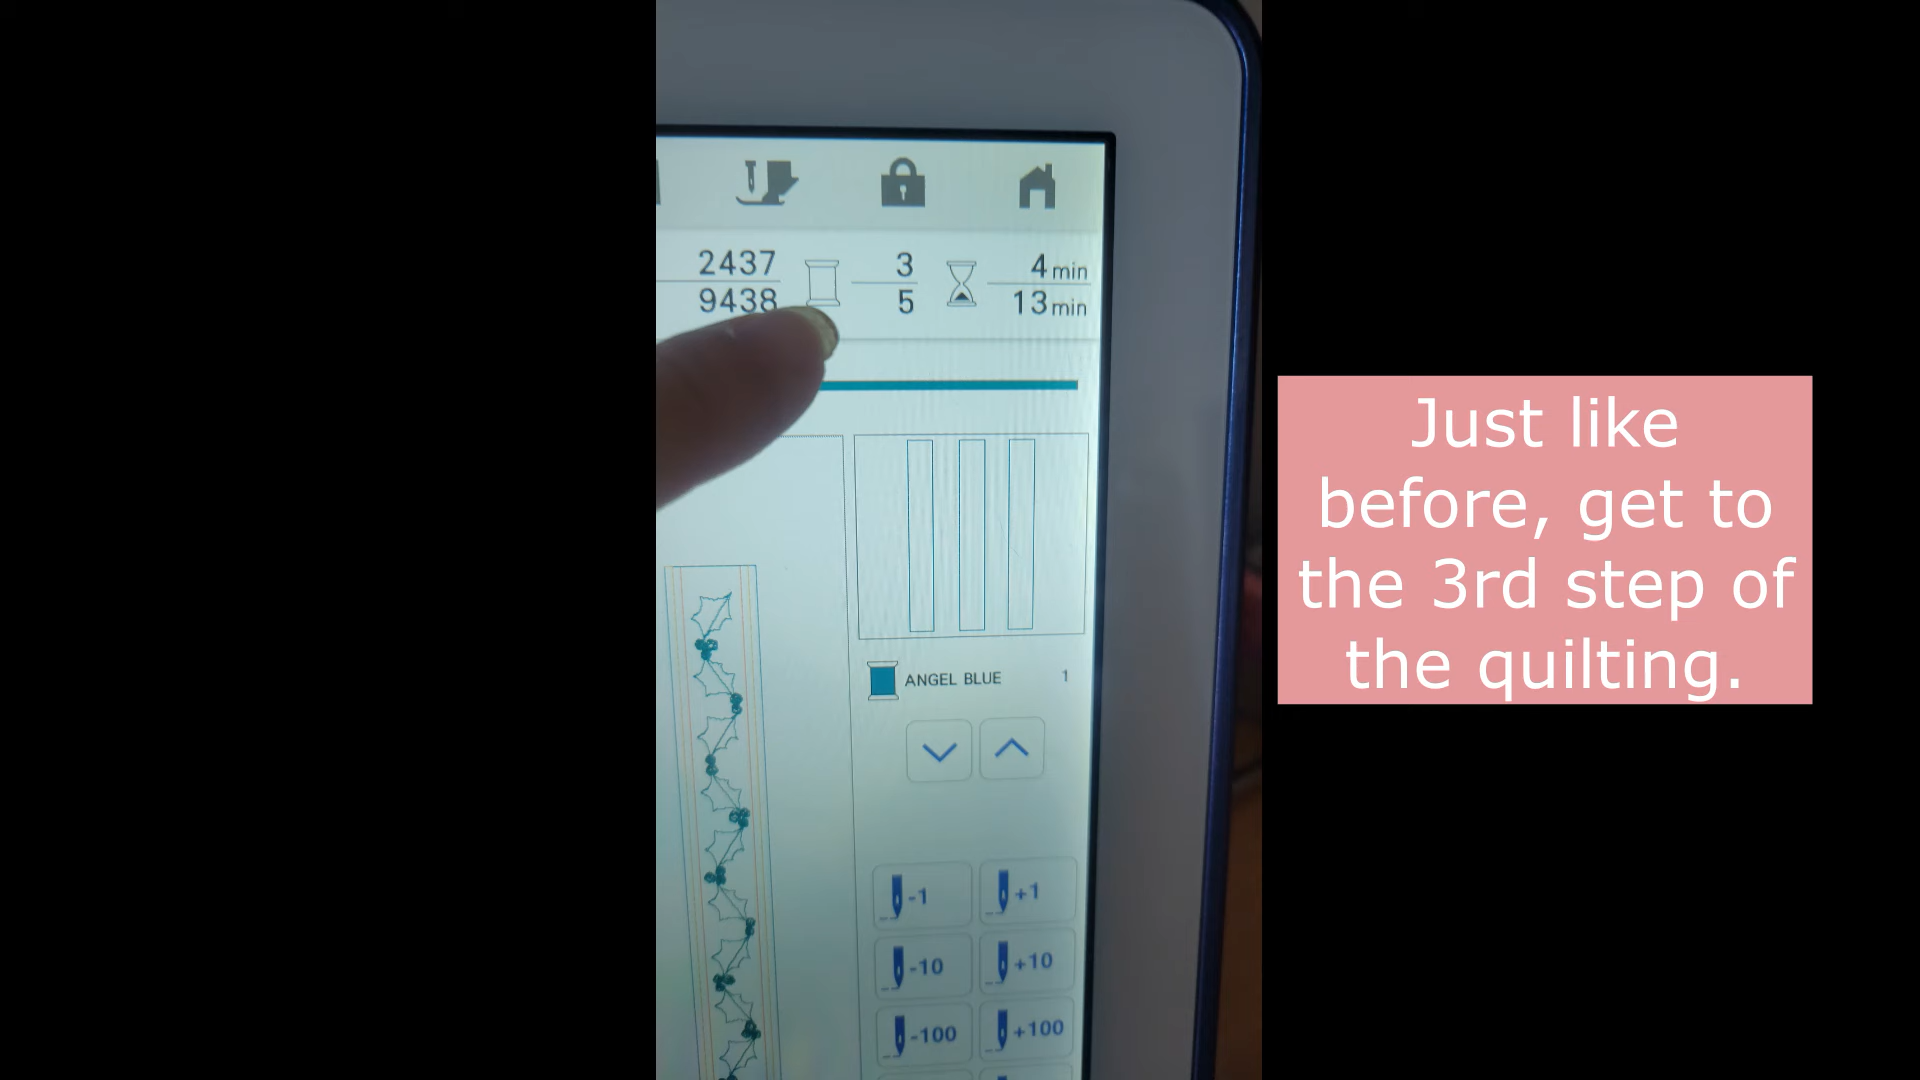 2437 3 4 min
9438 5 13 min
ANGEL BLUE 1
-1 +1
-10 +10
-100 +100
Just like
before, get to
the 3rd step of
the quilting.